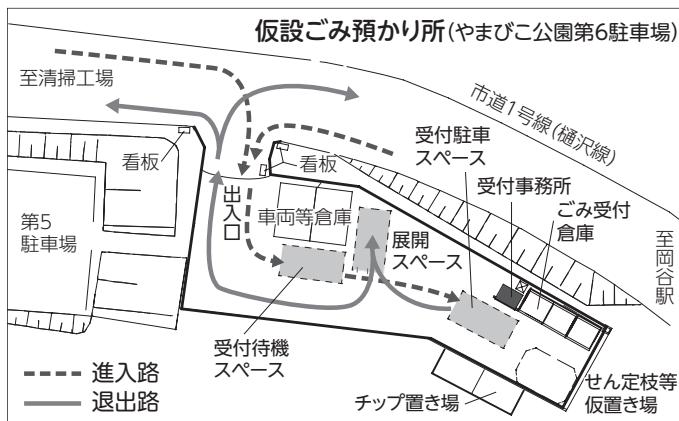 仮設ごみ預かり所(やまびこ公園第6駐車場)
至清掃工場
市道1号線(樋沢線)
看板
看板
受付駐車
スペース
受付事務所
ごみ受付
倉庫
出入口
車両等倉庫
第5
駐車場
展開
スペース
至岡谷駅
受付待機
スペース
進入路
退出路
チップ置き場
せん定枝等
仮置き場